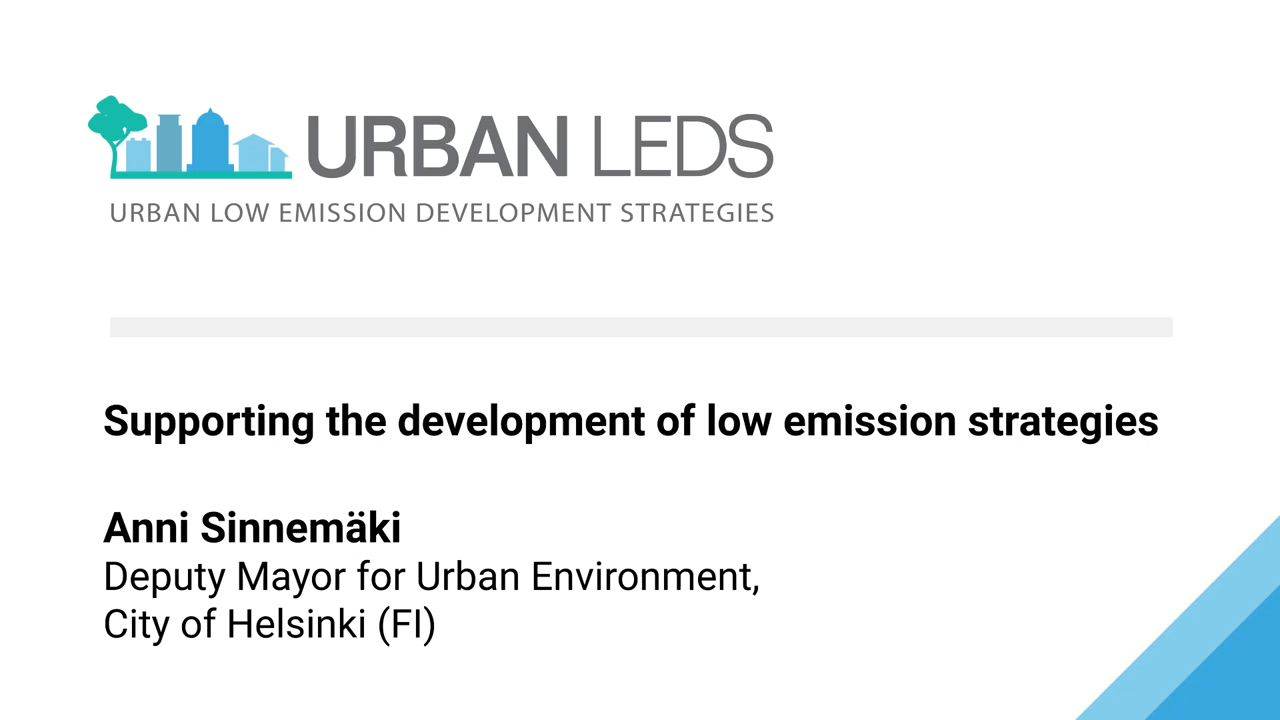 URBAN LEDS
URBAN LOW EMISSION DEVELOPMENT STRATEGIES
Supporting the development of low emission strategies
Anni Sinnemäki
Deputy Mayor for Urban Environment,
City of Helsinki (FI)